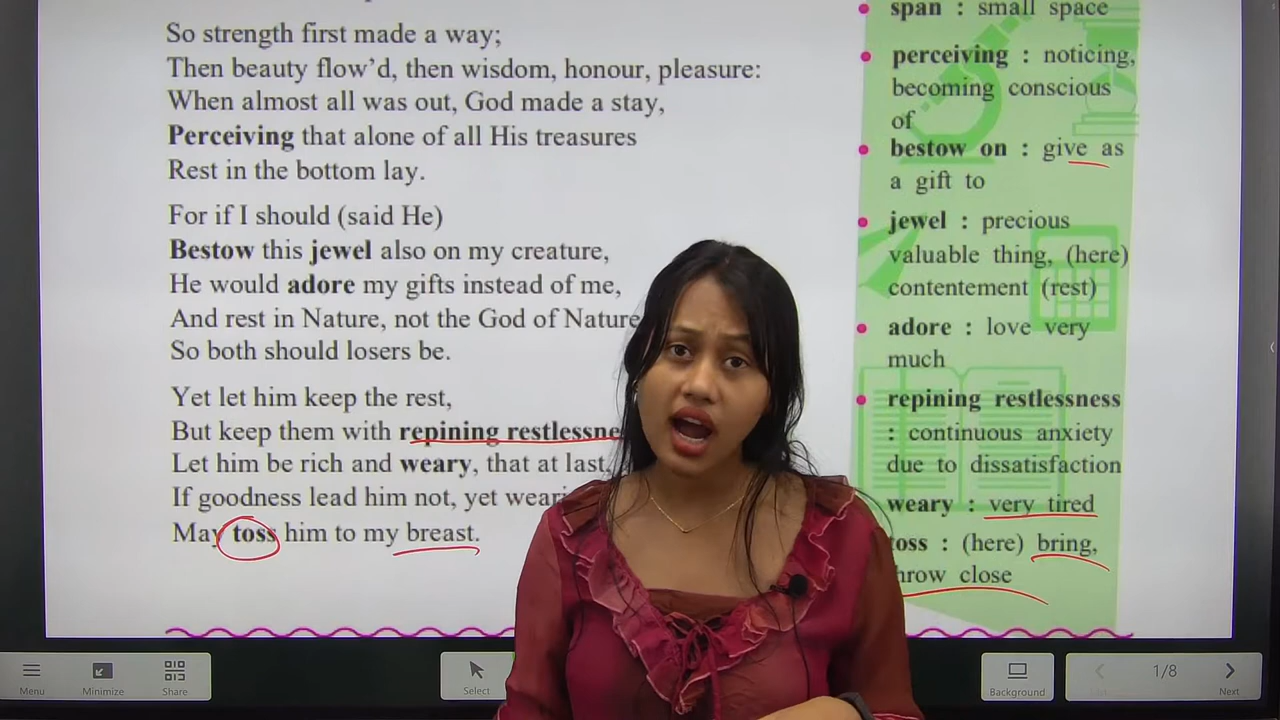 So strength first made a way;
Then beauty flow’d, then wisdom, honour, pleasure:
When almost all was out, God made a stay,
Perceiving that alone of all His treasures
Rest in the bottom lay.
For if I should (said He)
Bestow this jewel also on my creature,
He would adore my gifts instead of me,
And rest in Nature, not the God of Nature
So both should losers be.
Yet let him keep the rest,
But keep them with repining
Let him be rich and weary, that at last,
If goodness lead him not, yet
May toss him to my breast.
span : small space
perceiving : noticing,
becoming conscious
of
bestow on : give as
a gift to
jewel : precious
valuable thing, (here)
contentement (rest)
adore : love very
much
repining restlessness
: continuous anxiety
due to dissatisfaction
weary : very tired
: (here) bring,
close
Menu
Minimize
Share
Select
Background
1/8
Next